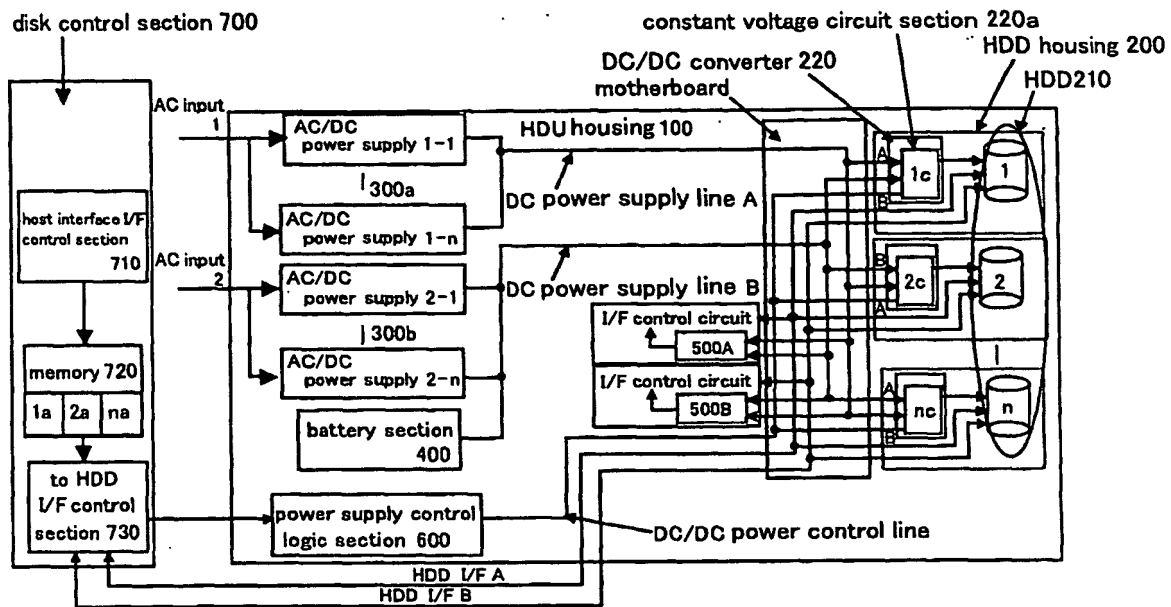 disk control section 700
constant voltage circuit section 220a
HDD housing 200
DC/DC converter 220
HDD210
motherboard
AC input
1
AC/DC
power supply 1-1
HDU housing 100
300a
DC power supply line A
AC/DC
power supply 1-n
host interface I/F
control section
710
AC input
2
AC/DC
power supply 2-1
DC power supply line B
300b
AC/DC
power supply 2-n
I/F control circuit
500A
I/F control circuit
500B
memory 720
1a
2a
na
battery section
400
to HDD
I/F control
section 730
power supply control
logic section 600
DC/DC power control line
HDD I/F A
HDD I/F B
A
1c
B
1
B
2c
A
2
A
nc
B
n